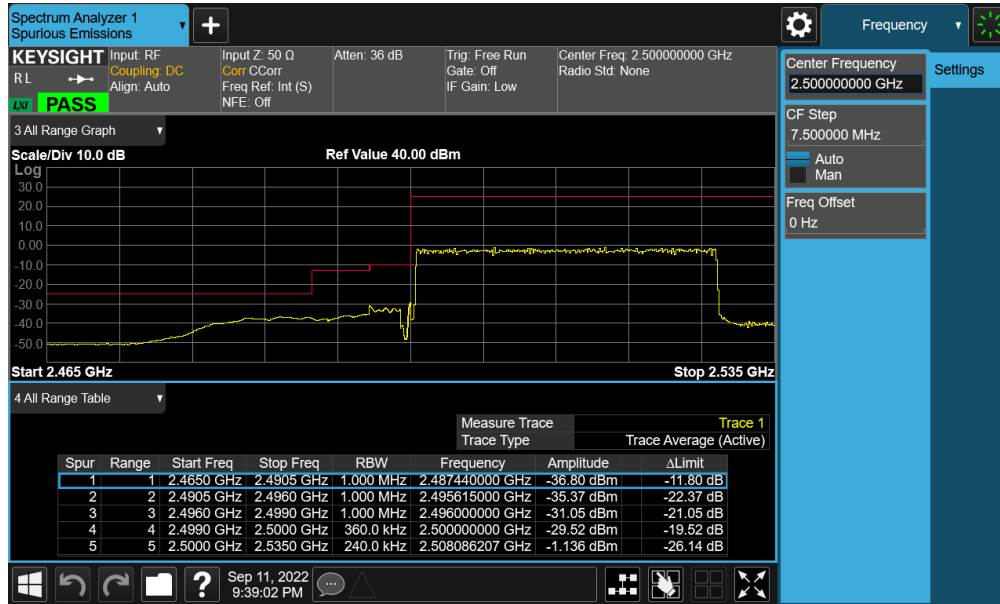 Spectrum Analyzer 1
Spurious Emissions
Frequency
KEYSIGHT
R L
LXI
PASS
Input: RF
Coupling: DC
Align: Auto
Input Z: 50 Ω
Corr CCorr
Freq Ref: Int (S)
NFE: Off
Atten: 36 dB
Trig: Free Run
Gate: Off
IF Gain: Low
Center Freq: 2.500000000 GHz
Radio Std: None
Center Frequency
2.500000000 GHz
Settings
CF Step
7.500000 MHz
Auto
Man
Freq Offset
0 Hz
3 All Range Graph
Scale/Div 10.0 dB
Ref Value 40.00 dBm
Log
30.0
20.0
10.0
0.00
-10.0
-20.0
-30.0
-40.0
-50.0
Start 2.465 GHz
Stop 2.535 GHz
4 All Range Table
Measure Trace Trace 1
Trace Type Trace Average (Active)
Spur Range Start Freq Stop Freq RBW Frequency Amplitude ΔLimit
1 1 2.4650 GHz 2.4905 GHz 1.000 MHz 2.487440000 GHz -36.80 dBm -11.80 dB
2 2 2.4905 GHz 2.4960 GHz 1.000 MHz 2.495615000 GHz -35.37 dBm -22.37 dB
3 3 2.4960 GHz 2.4990 GHz 1.000 MHz 2.496000000 GHz -31.05 dBm -21.05 dB
4 4 2.4990 GHz 2.5000 GHz 360.0 kHz 2.500000000 GHz -29.52 dBm -19.52 dB
5 5 2.5000 GHz 2.5350 GHz 240.0 kHz 2.508086207 GHz -1.136 dBm -26.14 dB
?
Sep 11, 2022
9:39:02 PM